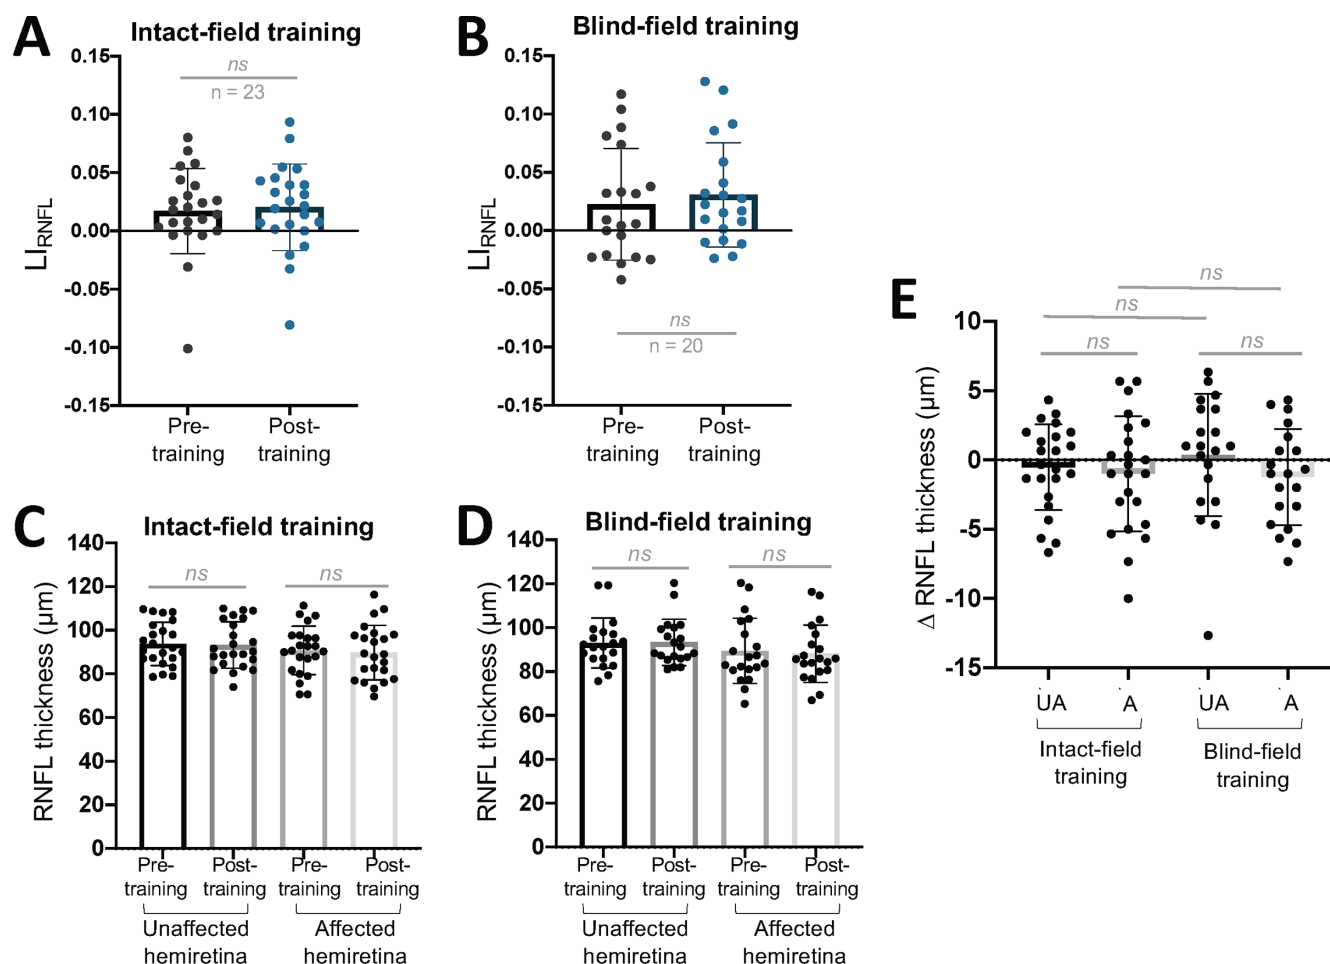 A
Intact-field training
0.15
0.10
0.05
0.00
-0.05
-0.10
-0.15
LI RNFL
ns
n = 23
Pre-
training
Post-
training
B
Blind-field training
0.15
0.10
0.05
0.00
-0.05
-0.10
-0.15
LI RNFL
ns
n = 20
Pre-
training
Post-
training
C
Intact-field training
140
120
100
80
60
40
20
0
RNFL thickness (µm)
ns
ns
Pre-
training
Post-
training
Pre-
training
Post-
training
Unaffected
hemiretina
Affected
hemiretina
D
Blind-field training
140
120
100
80
60
40
20
0
RNFL thickness (µm)
ns
ns
Pre-
training
Post-
training
Pre-
training
Post-
training
Unaffected
hemiretina
Affected
hemiretina
E
10
5
0
-5
-10
-15
Δ RNFL thickness (µm)
ns
ns
ns
ns
UA
A
UA
A
Intact-field
training
Blind-field
training